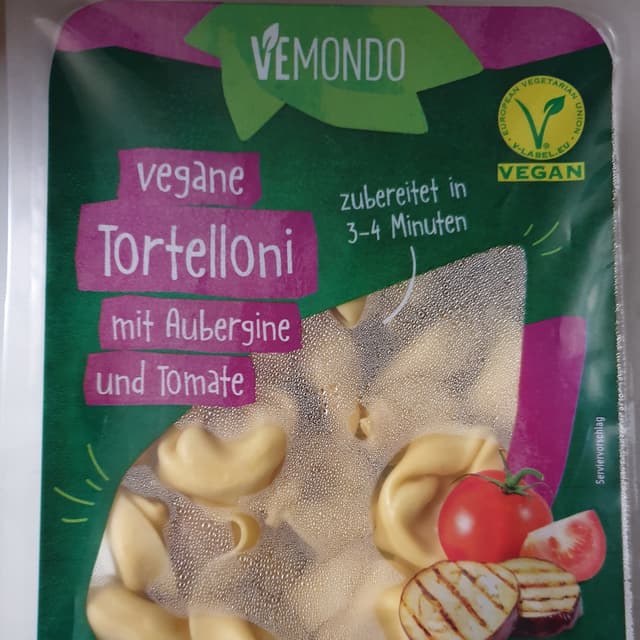 VEMONDO
EUROPEAN VEGETARIAN UNION
V-LABEL.EU
VEGAN
vegane
Tortelloni
mit Aubergine
und Tomate
zubereitet in
3-4 Minuten
Serviervorschlag